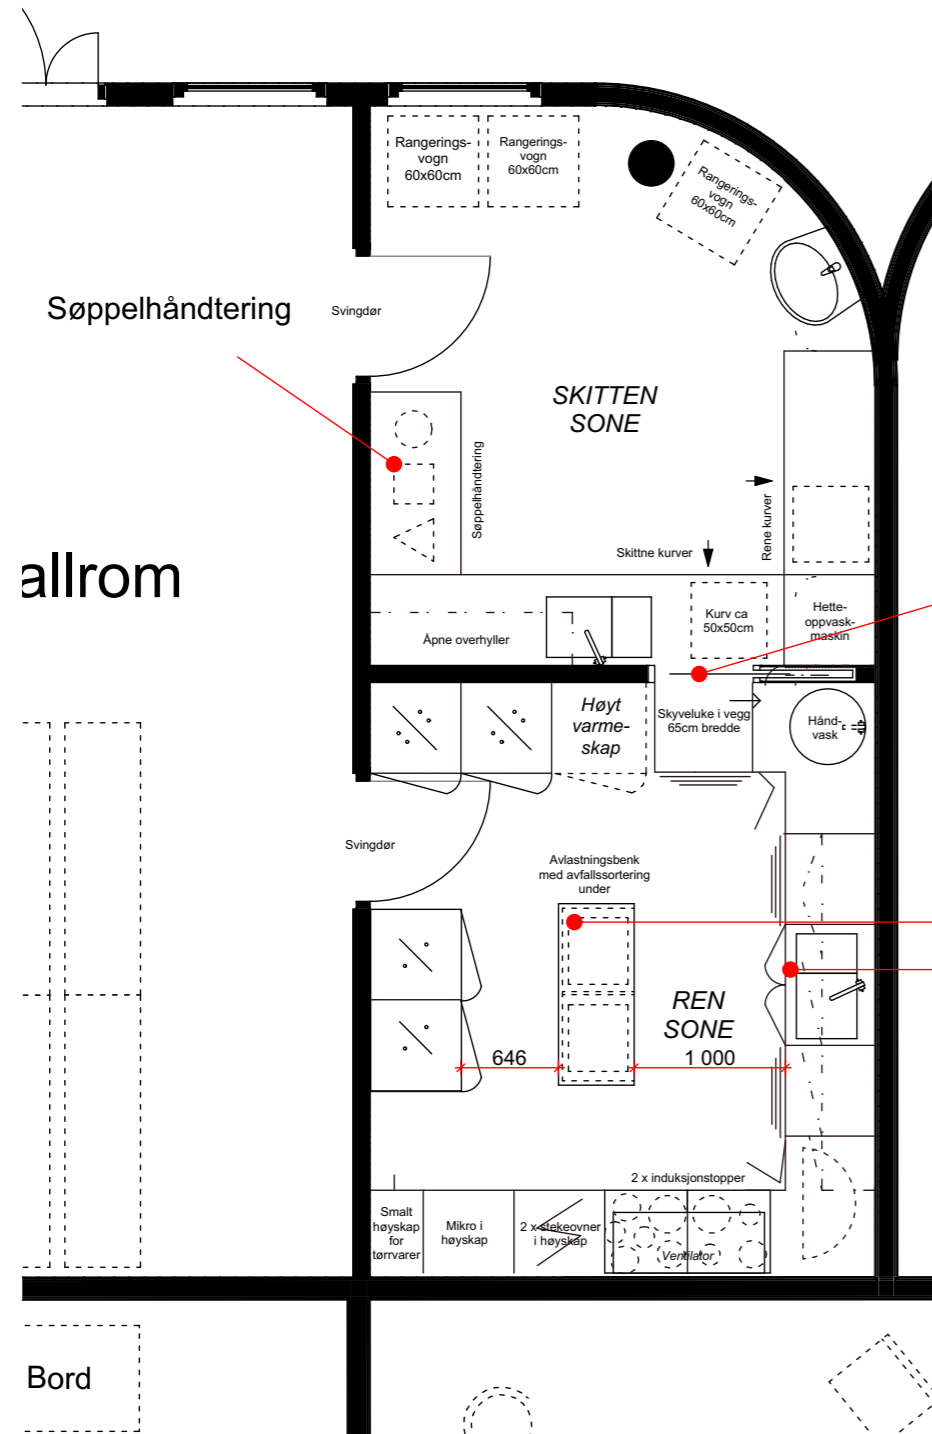 Rangerings-
vogn
60x60cm
Rangerings-
vogn
60x60cm
Rangerings-
vogn
60x60cm
Søppelhåndtering
Svingdør
SKITTEN
SONE
Søppelhåndtering
Rene kurver
Skittne kurver
allrom
Åpne overhyller
Kurv ca
50x50cm
Hette-
oppvask-
maskin
Høyt
varme-
skap
Skyveluke i vegg
65cm bredde
Hånd-
vask
Svingdør
Avlastningsbenk
med avfallssortering
under
REN
SONE
646
1 000
2 x induksjonstopper
Smalt
høyskap
for
tørrvarer
Mikro i
høyskap
2 x stekeovner
i høyskap
Ventilator
Bord